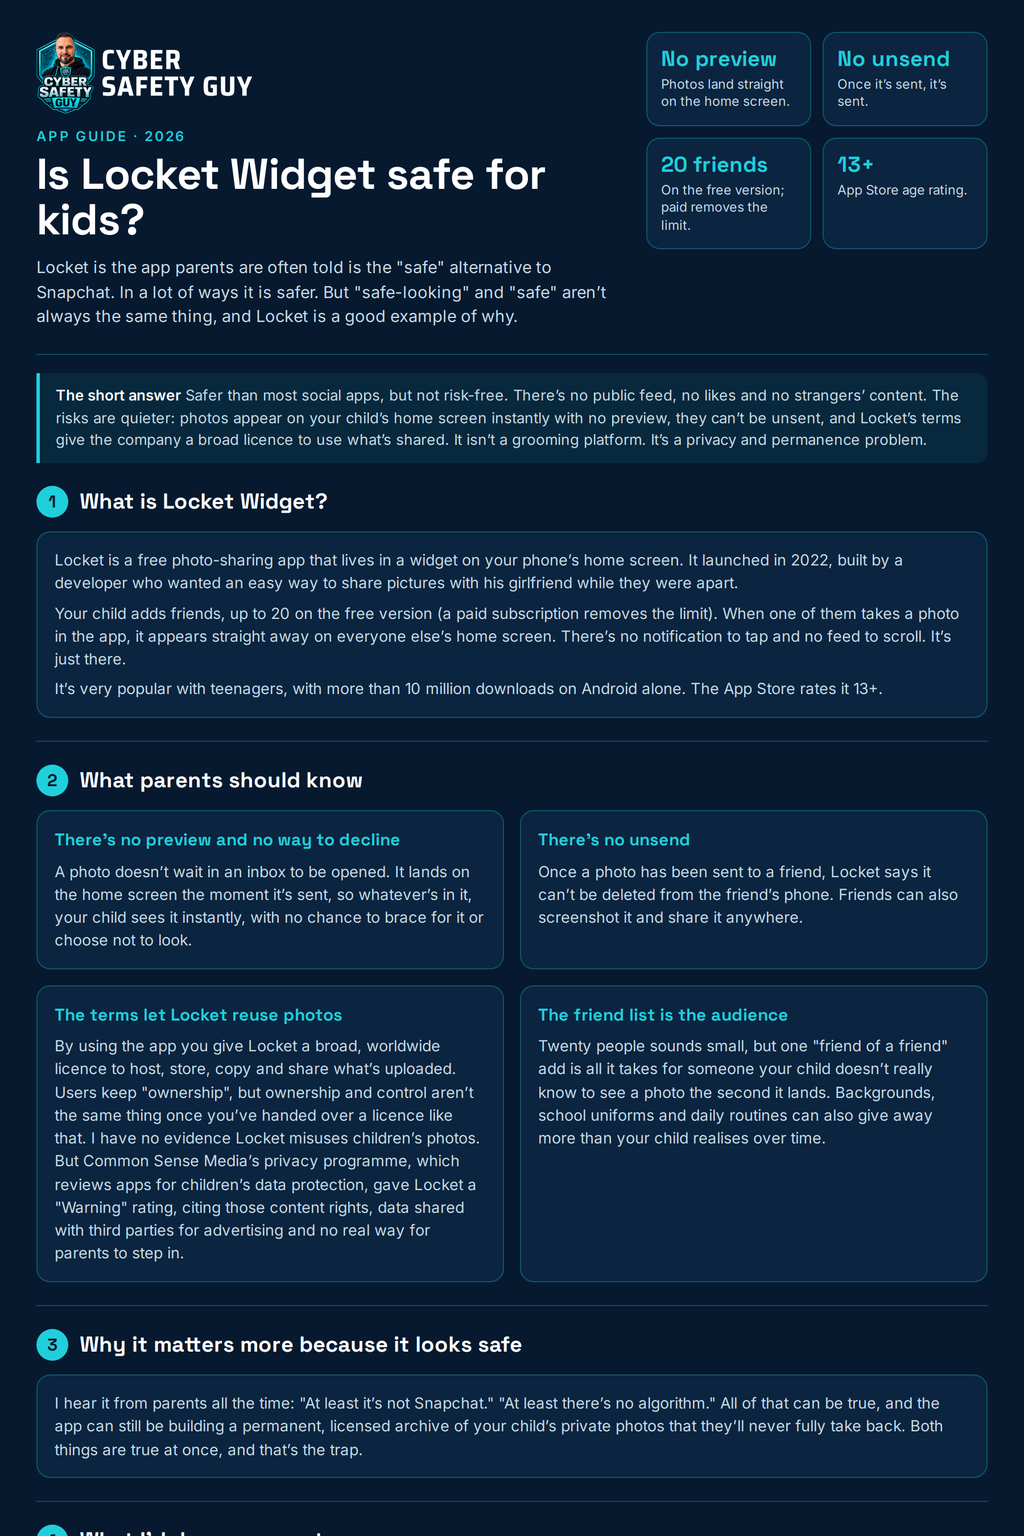 CYBER
SAFETY
GUY
CYBER
SAFETY GUY
APP GUIDE · 2026
Is Locket Widget safe for
kids?
Locket is the app parents are often told is the "safe" alternative to
Snapchat. In a lot of ways it is safer. But "safe-looking" and "safe" aren’t
always the same thing, and Locket is a good example of why.
No preview
Photos land straight
on the home screen.
No unsend
Once it’s sent, it’s
sent.
20 friends
On the free version;
paid removes the
limit.
13+
App Store age rating.
The short answer Safer than most social apps, but not risk-free. There’s no public feed, no likes and no strangers’ content. The
risks are quieter: photos appear on your child’s home screen instantly with no preview, they can’t be unsent, and Locket’s terms
give the company a broad licence to use what’s shared. It isn’t a grooming platform. It’s a privacy and permanence problem.
1 What is Locket Widget?
Locket is a free photo-sharing app that lives in a widget on your phone’s home screen. It launched in 2022, built by a
developer who wanted an easy way to share pictures with his girlfriend while they were apart.
Your child adds friends, up to 20 on the free version (a paid subscription removes the limit). When one of them takes a photo
in the app, it appears straight away on everyone else’s home screen. There’s no notification to tap and no feed to scroll. It’s
just there.
It’s very popular with teenagers, with more than 10 million downloads on Android alone. The App Store rates it 13+.
2 What parents should know
There’s no preview and no way to decline
A photo doesn’t wait in an inbox to be opened. It lands on
the home screen the moment it’s sent, so whatever’s in it,
your child sees it instantly, with no chance to brace for it or
choose not to look.
There’s no unsend
Once a photo has been sent to a friend, Locket says it
can’t be deleted from the friend’s phone. Friends can also
screenshot it and share it anywhere.
The terms let Locket reuse photos
By using the app you give Locket a broad, worldwide
licence to host, store, copy and share what’s uploaded.
Users keep "ownership", but ownership and control aren’t
the same thing once you’ve handed over a licence like
that. I have no evidence Locket misuses children’s photos.
But Common Sense Media’s privacy programme, which
reviews apps for children’s data protection, gave Locket a
"Warning" rating, citing those content rights, data shared
with third parties for advertising and no real way for
parents to step in.
The friend list is the audience
Twenty people sounds small, but one "friend of a friend"
add is all it takes for someone your child doesn’t really
know to see a photo the second it lands. Backgrounds,
school uniforms and daily routines can also give away
more than your child realises over time.
3 Why it matters more because it looks safe
I hear it from parents all the time: "At least it’s not Snapchat." "At least there’s no algorithm." All of that can be true, and the
app can still be building a permanent, licensed archive of your child’s private photos that they’ll never fully take back. Both
things are true at once, and that’s the trap.